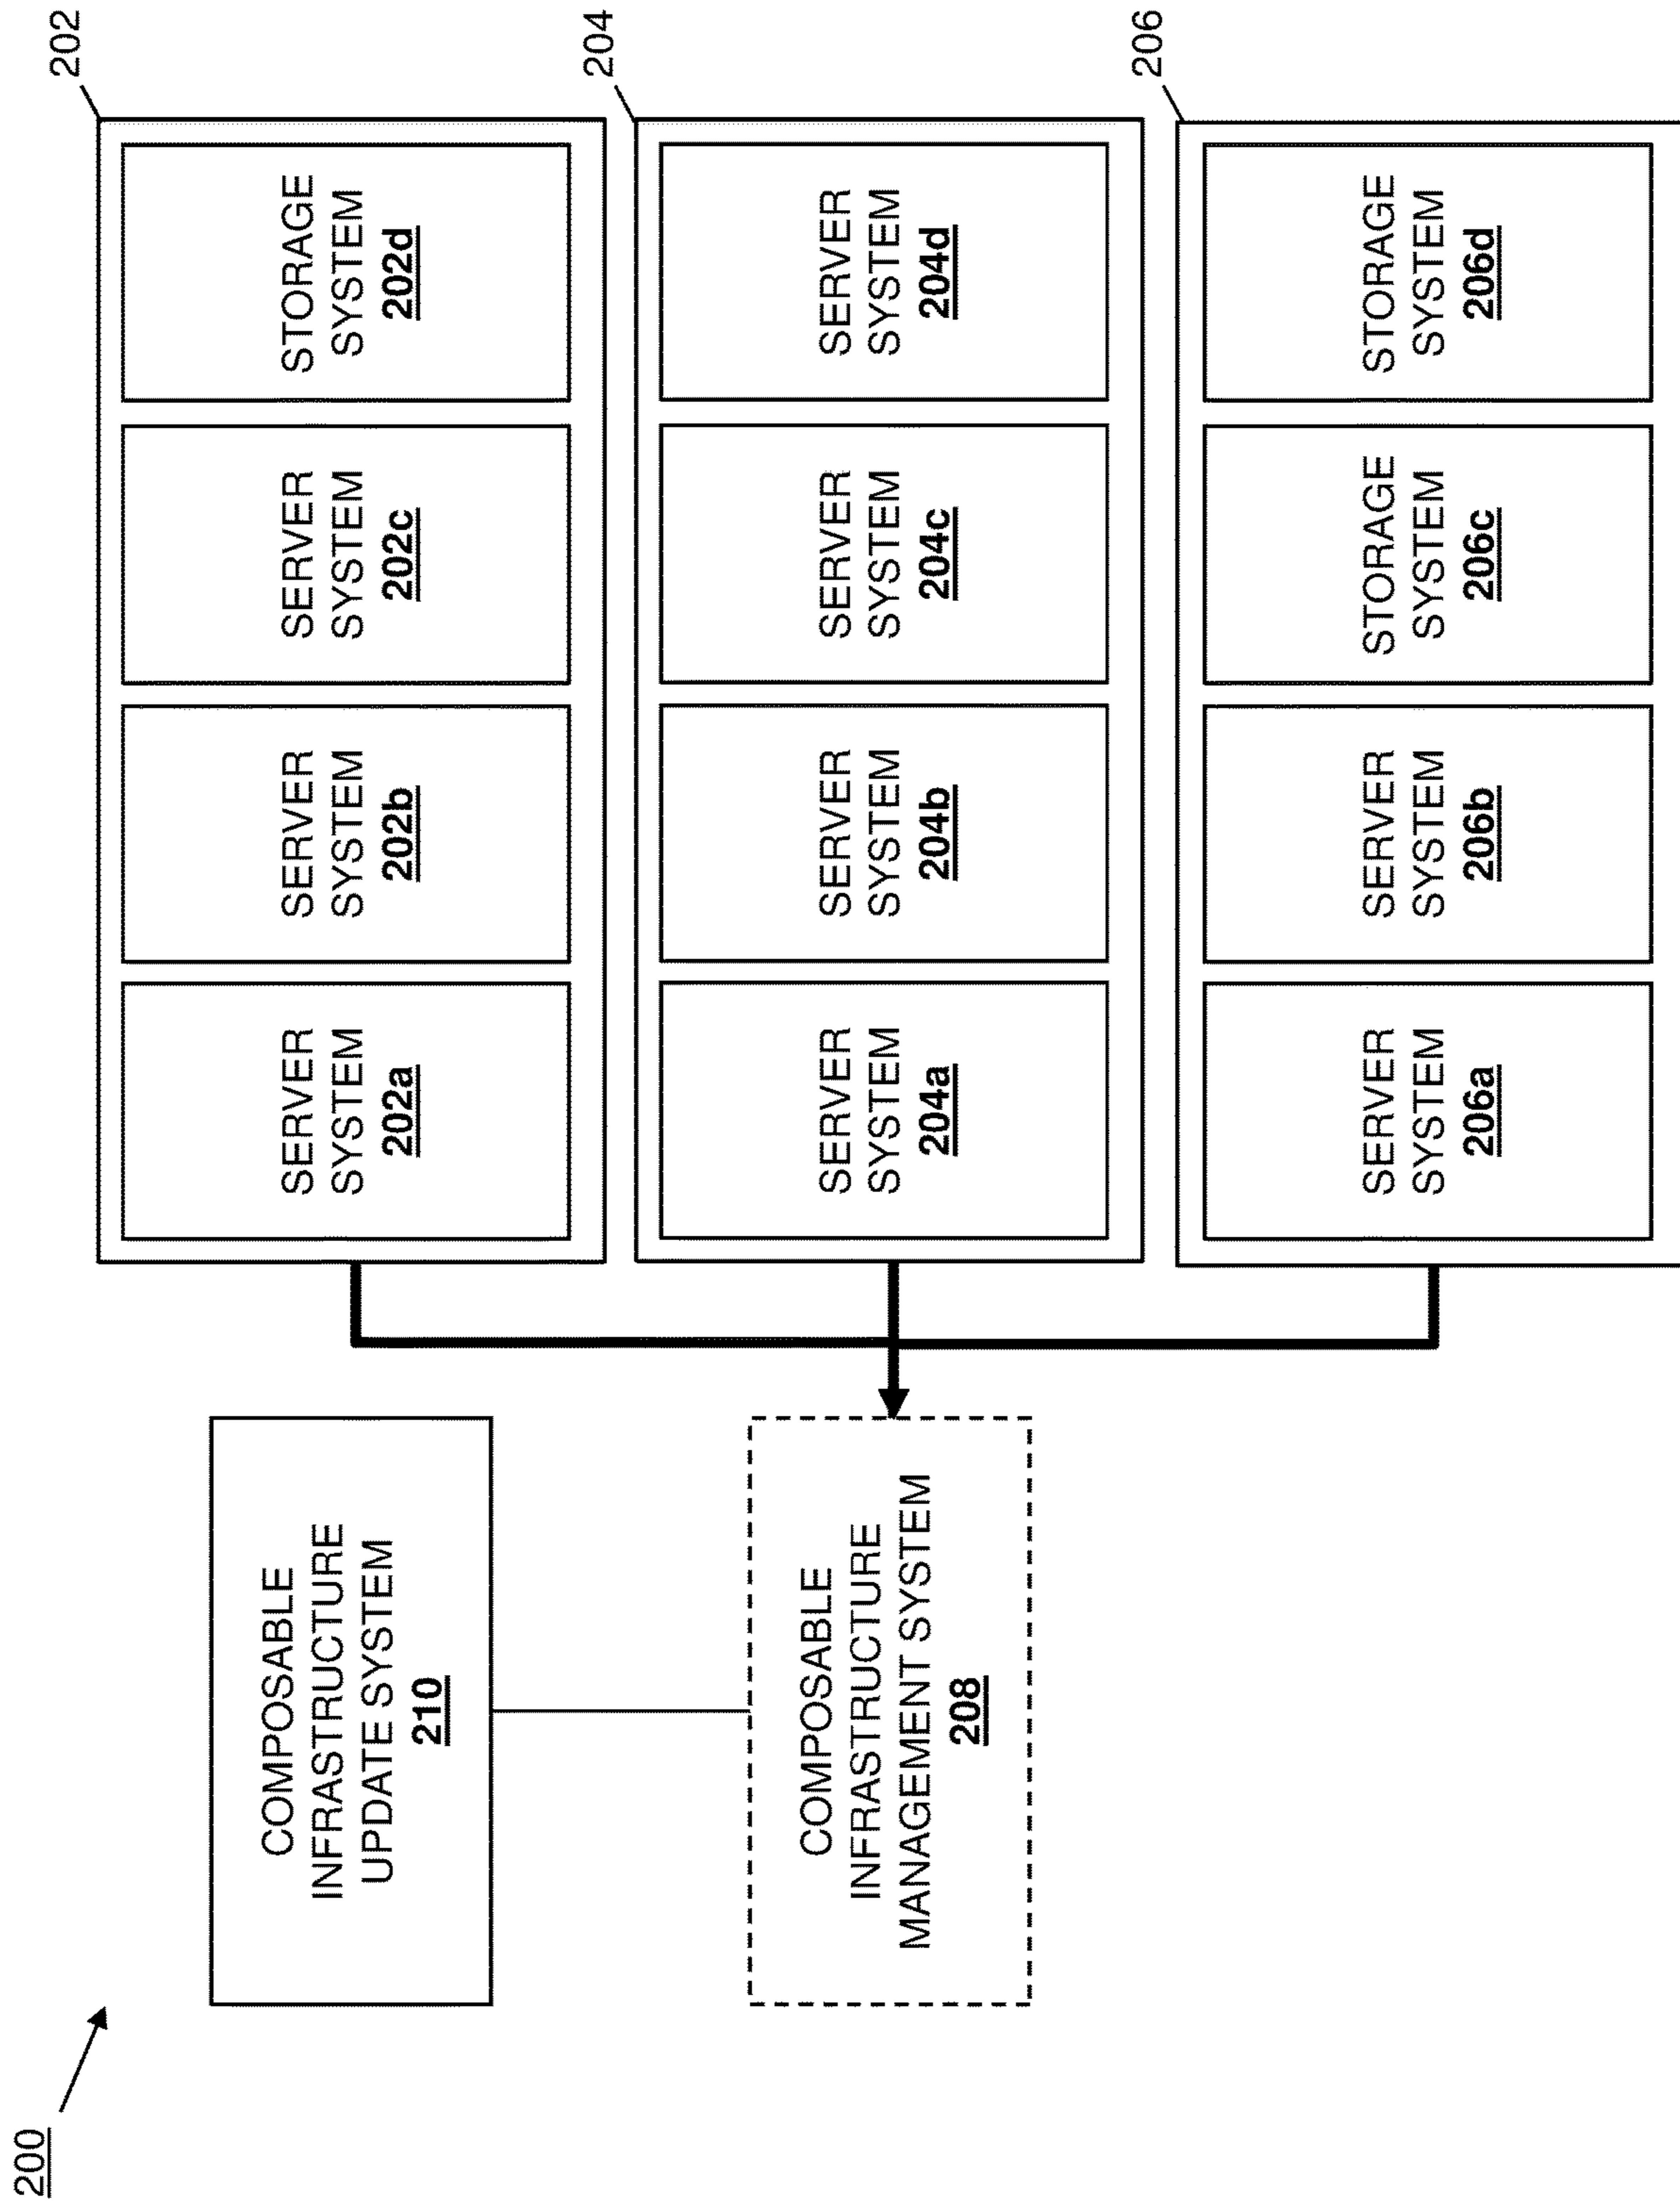 200
COMPOSABLE
INFRASTRUCTURE
UPDATE SYSTEM
210
COMPOSABLE
INFRASTRUCTURE
MANAGEMENT SYSTEM
208
202
SERVER
SYSTEM
202a
SERVER
SYSTEM
202b
SERVER
SYSTEM
202c
STORAGE
SYSTEM
202d
204
SERVER
SYSTEM
204a
SERVER
SYSTEM
204b
SERVER
SYSTEM
204c
SERVER
SYSTEM
204d
206
SERVER
SYSTEM
206a
SERVER
SYSTEM
206b
STORAGE
SYSTEM
206c
STORAGE
SYSTEM
206d